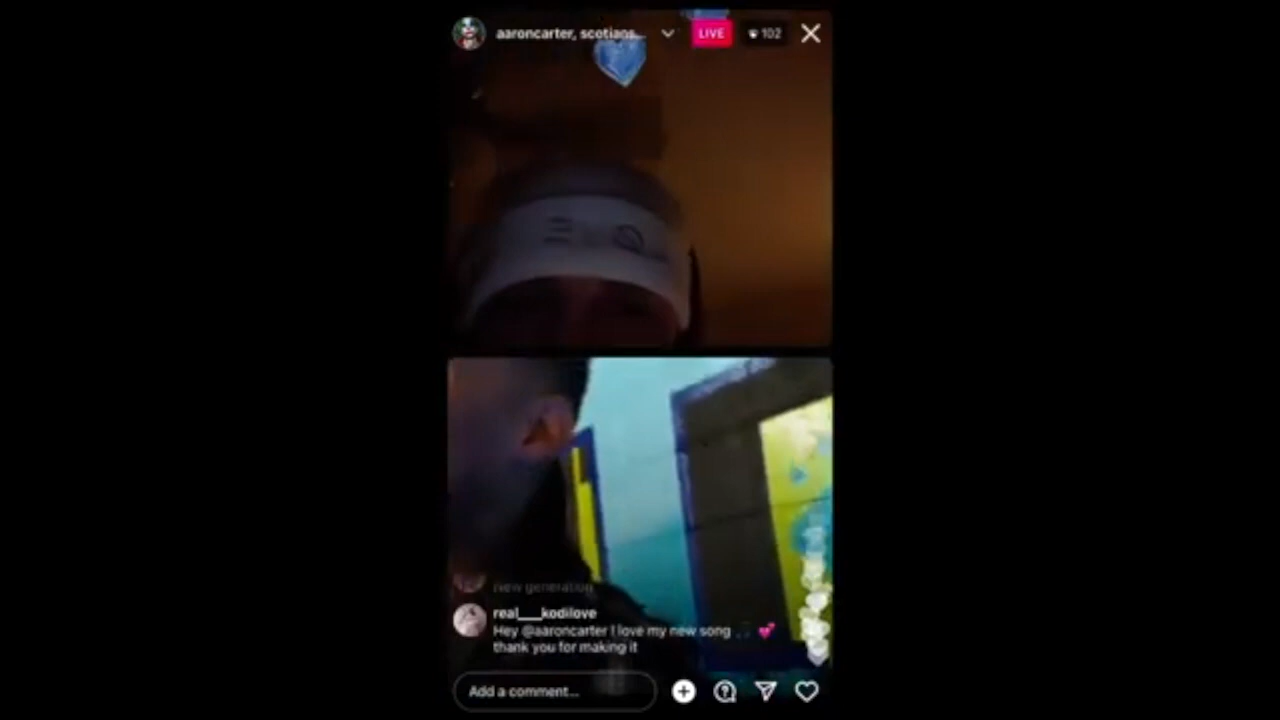 aaroncarter, scotians...
LIVE
102
New generation
real___kodilove
Hey @aaroncarter I love my new song
thank you for making it
Add a comment...